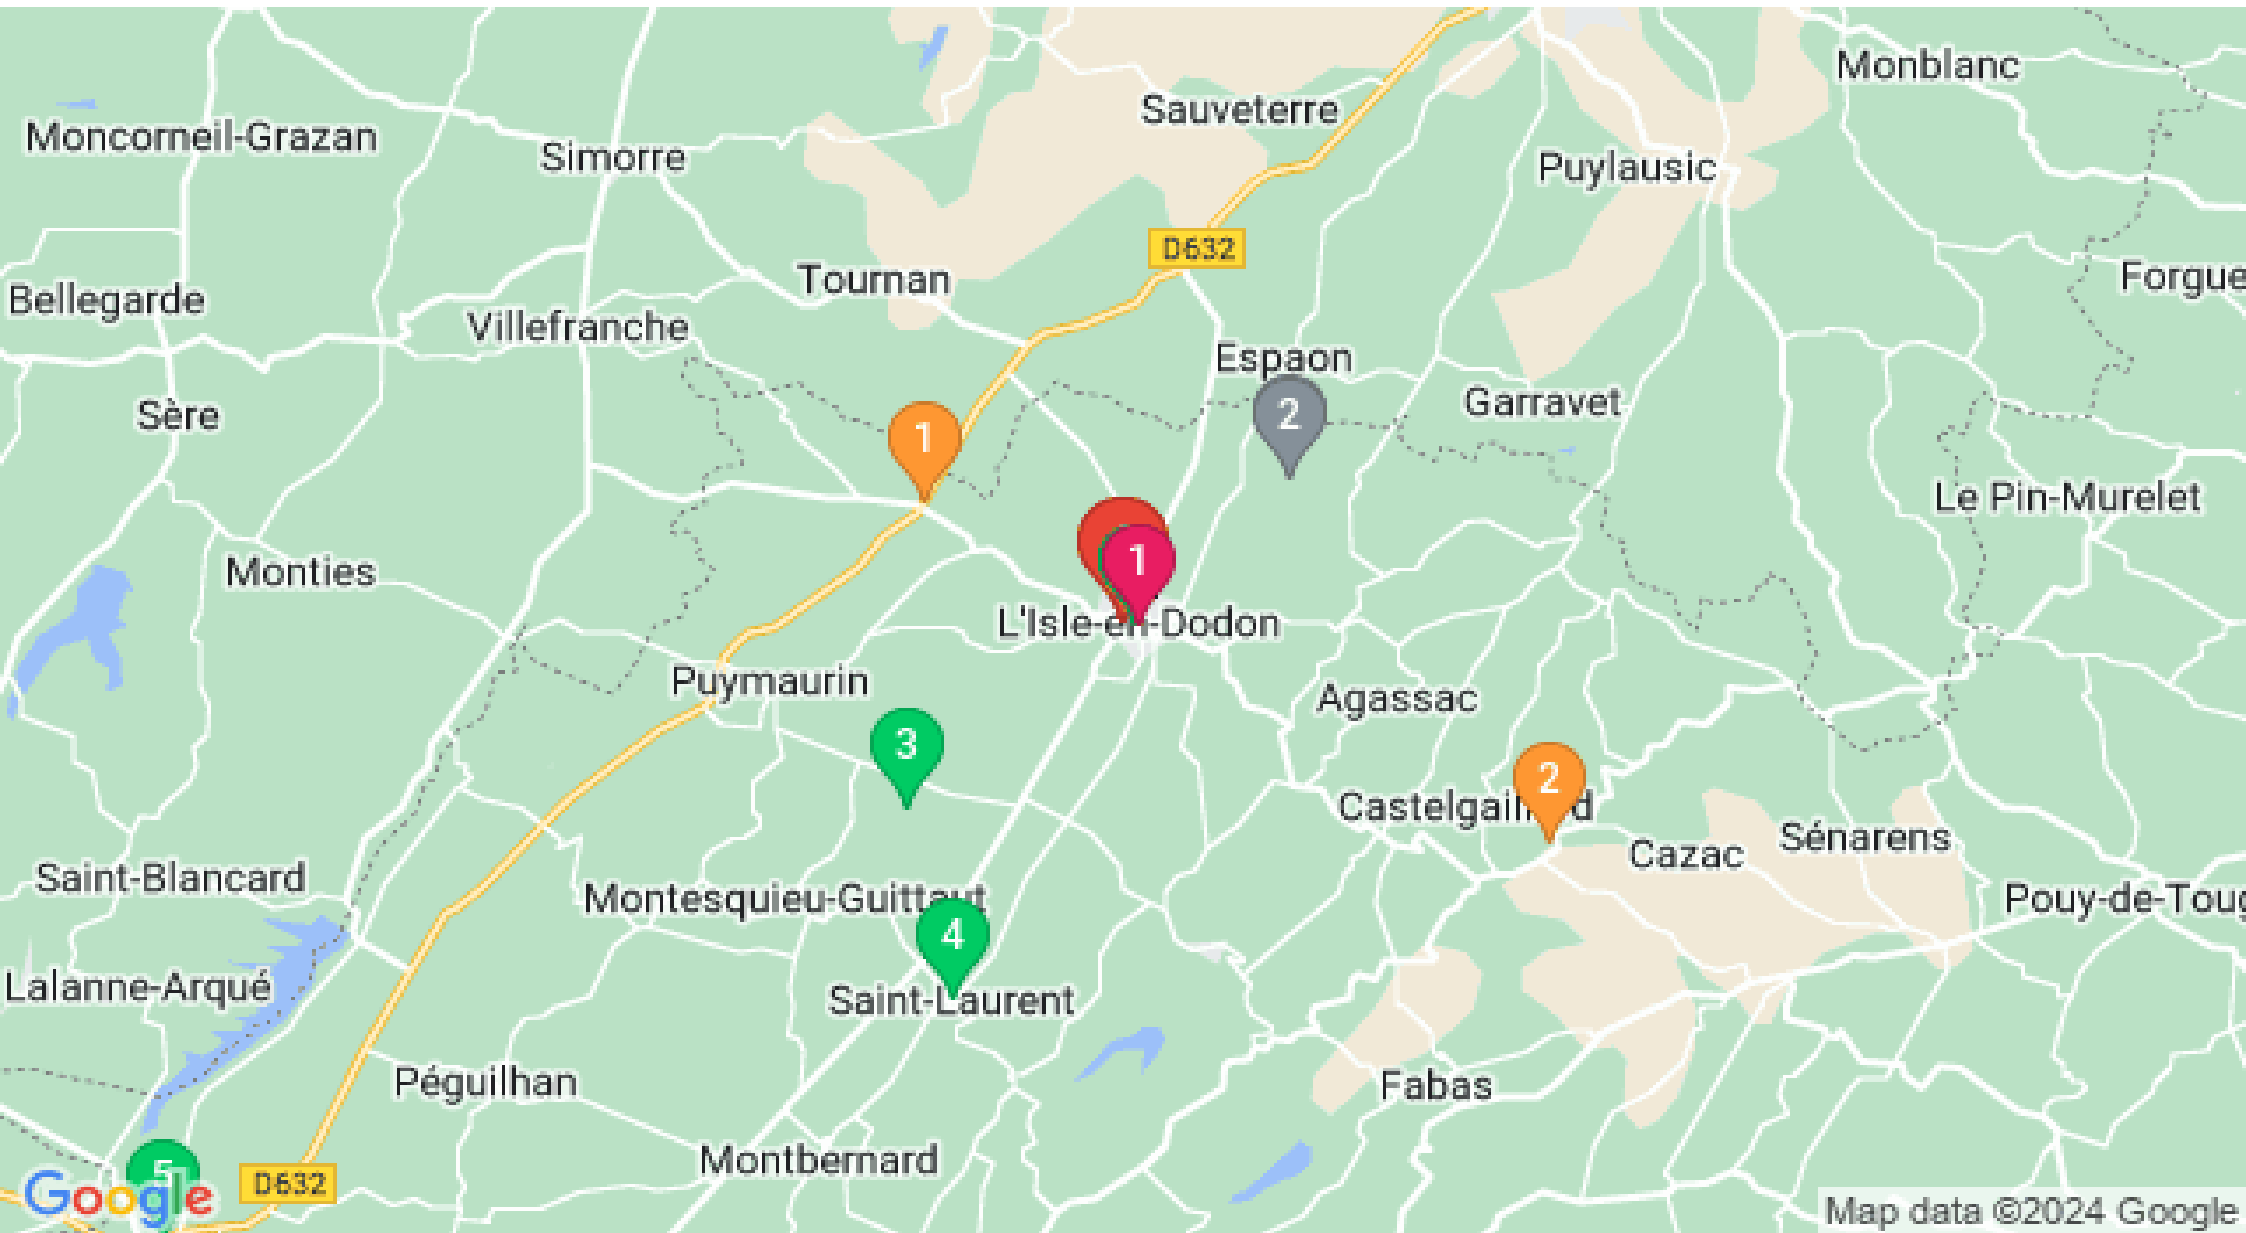 Monblanc
Sauveterre
Moncorneil-Grazan
Simorre
Puylausic
D632
Tournan
Forgue
Bellegarde
Villefranche
Espaon
Sère
Garravet
2
1
Le Pin-Murelet
1
Monties
L'Isle-en-Dodon
Puymaurin
Agassac
3
2
Castelgaillard
Sénarens
Cazac
Saint-Blancard
Montesquieu-Guittaut
Pouy-de-Toug
4
Lalanne-Arqué
Saint-Laurent
Péguilhan
Fabas
Montbernard
5
D632
Google
Map data ©2024 Google